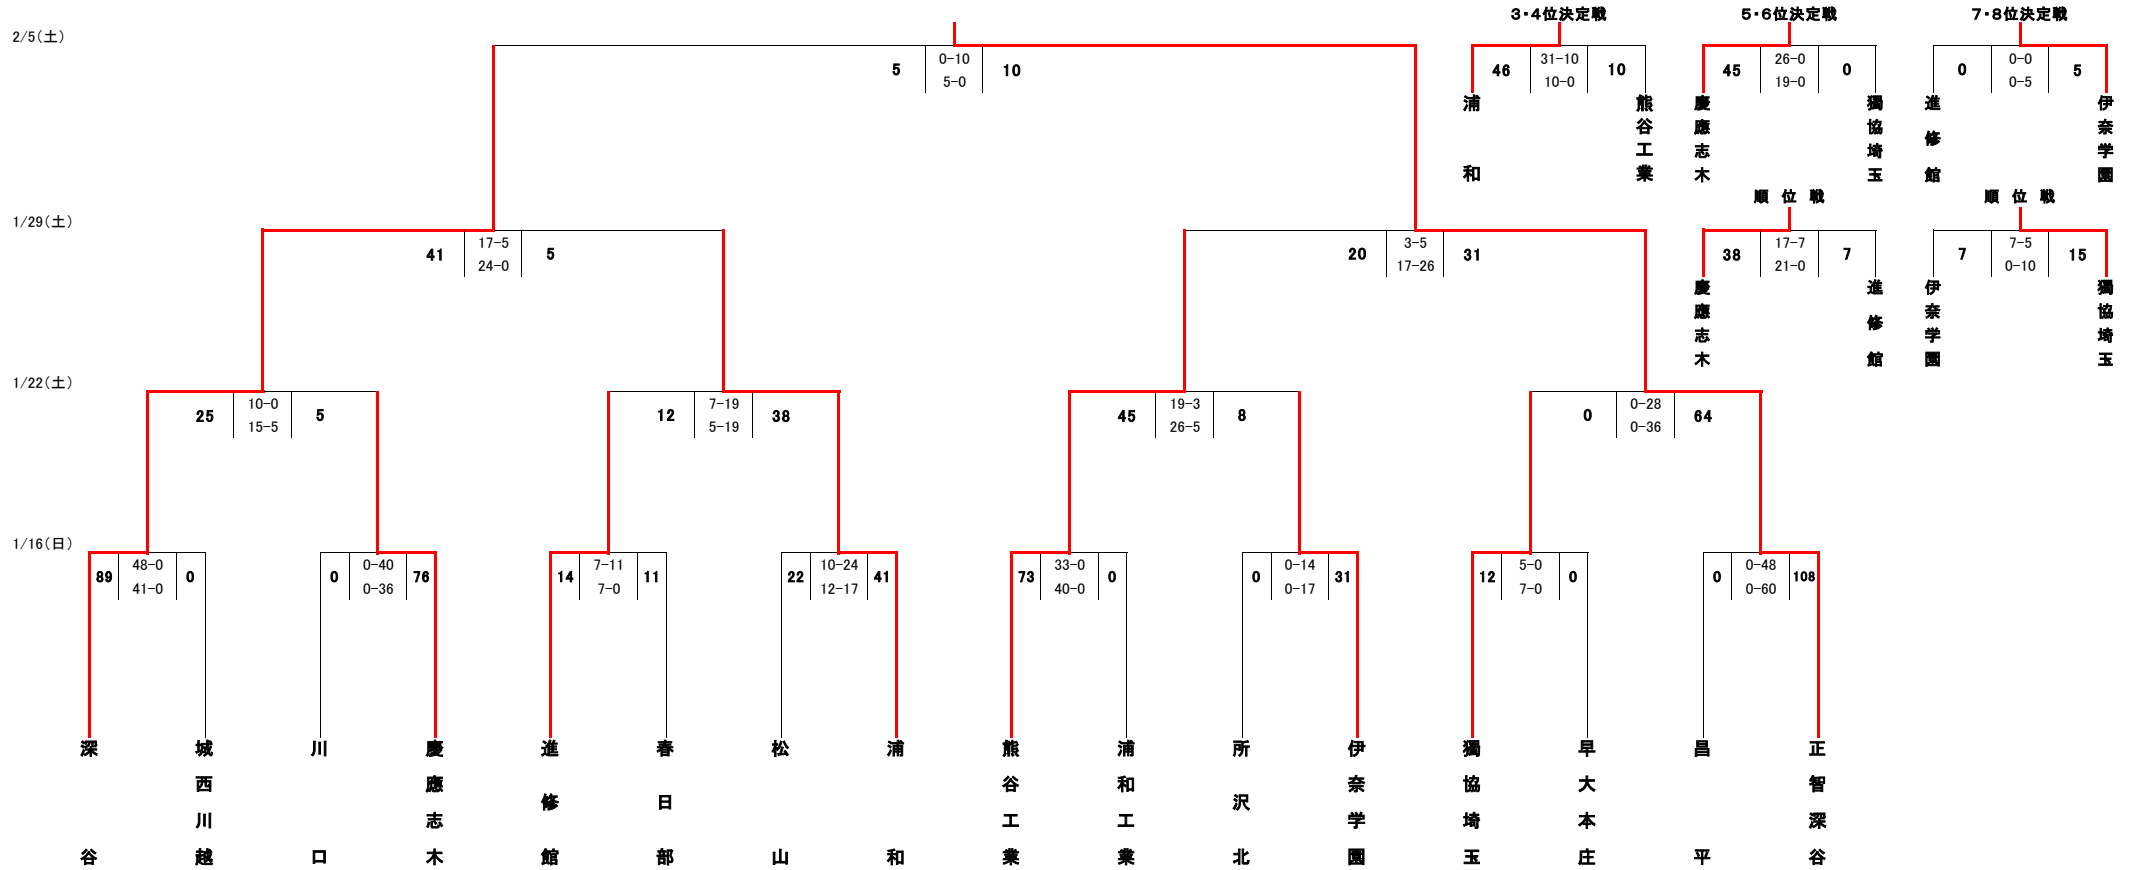 3・4位決定戦 5・6位決定戦 7・8位決定戦
2/5(土)
5 0-10 10 46 31-10 10 45 26-0 0 0 0-0 5
5-0 10-0 19-0 0-5
浦和 熊谷工業 慶應志木 獨協埼玉 進修館 伊奈学園
順位戦 順位戦
1/29(土)
41 17-5 5 20 3-5 31 38 17-7 7 7 7-5 15
24-0 17-26 21-0 0-10
慶應志木 進修館 伊奈学園 獨協埼玉
1/22(土)
25 10-0 5 12 7-19 38 45 19-3 8 0 0-28 64
15-5 5-19 26-5 0-36
1/16(日)
89 48-0 0 0 0-40 76 14 7-11 11 22 10-24 41 73 33-0 0 0 0-14 31 12 5-0 0 0 0-48 108
41-0 0-36 7-0 12-17 40-0 0-17 7-0 0-60
深谷
城西川越
川口
慶應志木
進修館
春日部
松山
浦和
熊谷工業
浦和工業
所沢北
伊奈学園
獨協埼玉
早大本庄
昌平
正智深谷